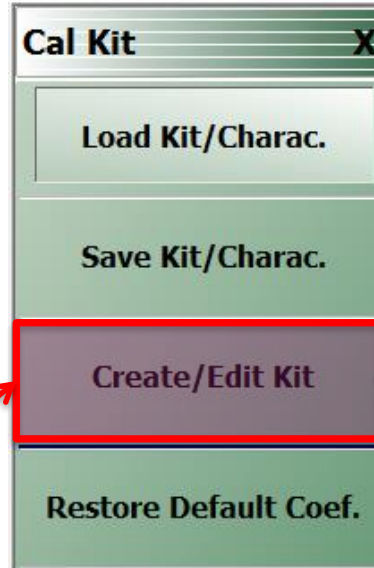 Cal Kit X
Load Kit/Charac.
Save Kit/Charac.
Create/Edit Kit
Restore Default Coef.